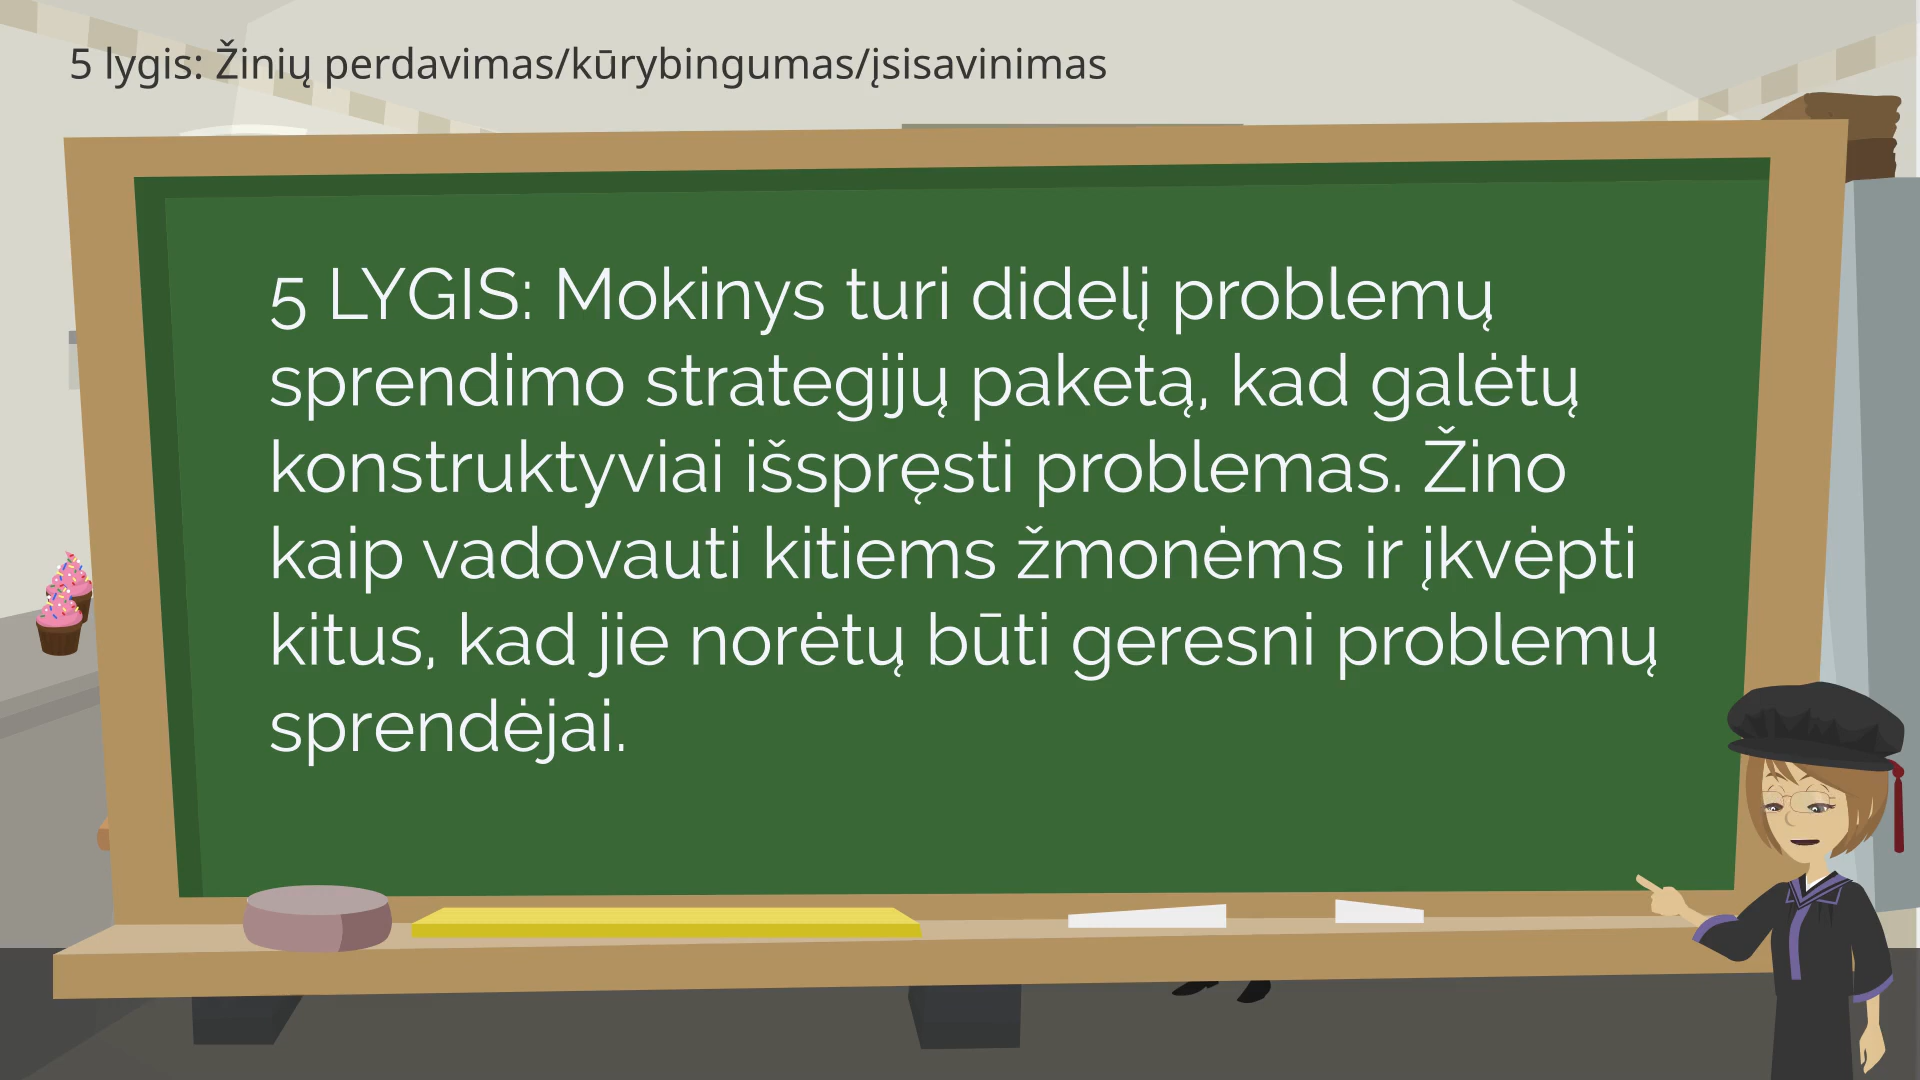 5 lygis: Žinių perdavimas/kūrybingumas/įsisavinimas
5 LYGIS: Mokinys turi didelį problemų
sprendimo strategijų paketą, kad galėtų
konstruktyviai išspręsti problemas. Žino
kaip vadovauti kitiems žmonėms ir įkvėpti
kitus, kad jie norėtų būti geresni problemų
sprendėjai.